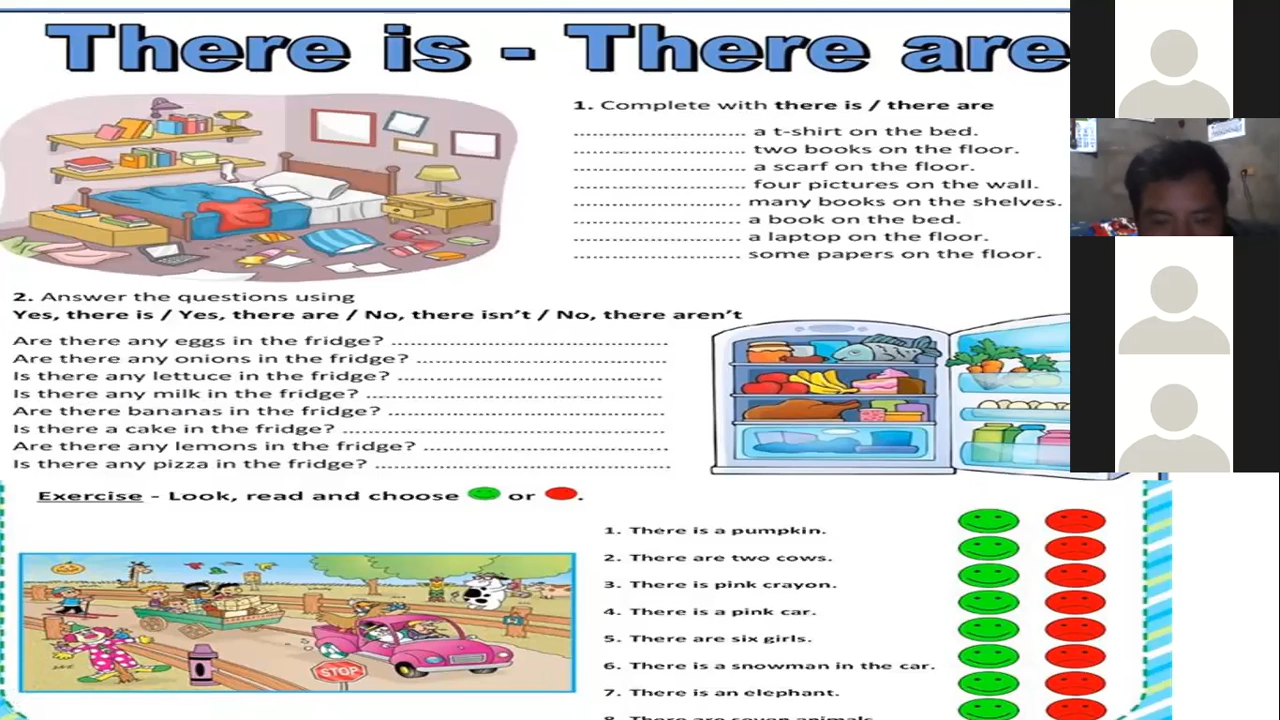 There is - There are
1. Complete with there is / there are
............................ a t-shirt on the bed.
............................ two books on the floor.
............................ a scarf on the floor.
............................ four pictures on the wall.
............................ many books on the shelves.
............................ a book on the bed.
............................ a laptop on the floor.
............................ some papers on the floor.
2. Answer the questions using
Yes, there is / Yes, there are / No, there isn't / No, there aren't
Are there any eggs in the fridge? ............................
Are there any onions in the fridge? ............................
Is there any lettuce in the fridge? ............................
Is there any milk in the fridge? ............................
Are there bananas in the fridge? ............................
Is there a cake in the fridge? ............................
Are there any lemons in the fridge? ............................
Is there any pizza in the fridge? ............................
Exercise - Look, read and choose or .
1. There is a pumpkin.
2. There are two cows.
3. There is pink crayon.
4. There is a pink car.
5. There are six girls.
6. There is a snowman in the car.
7. There is an elephant.
8. There are seven animals
STOP